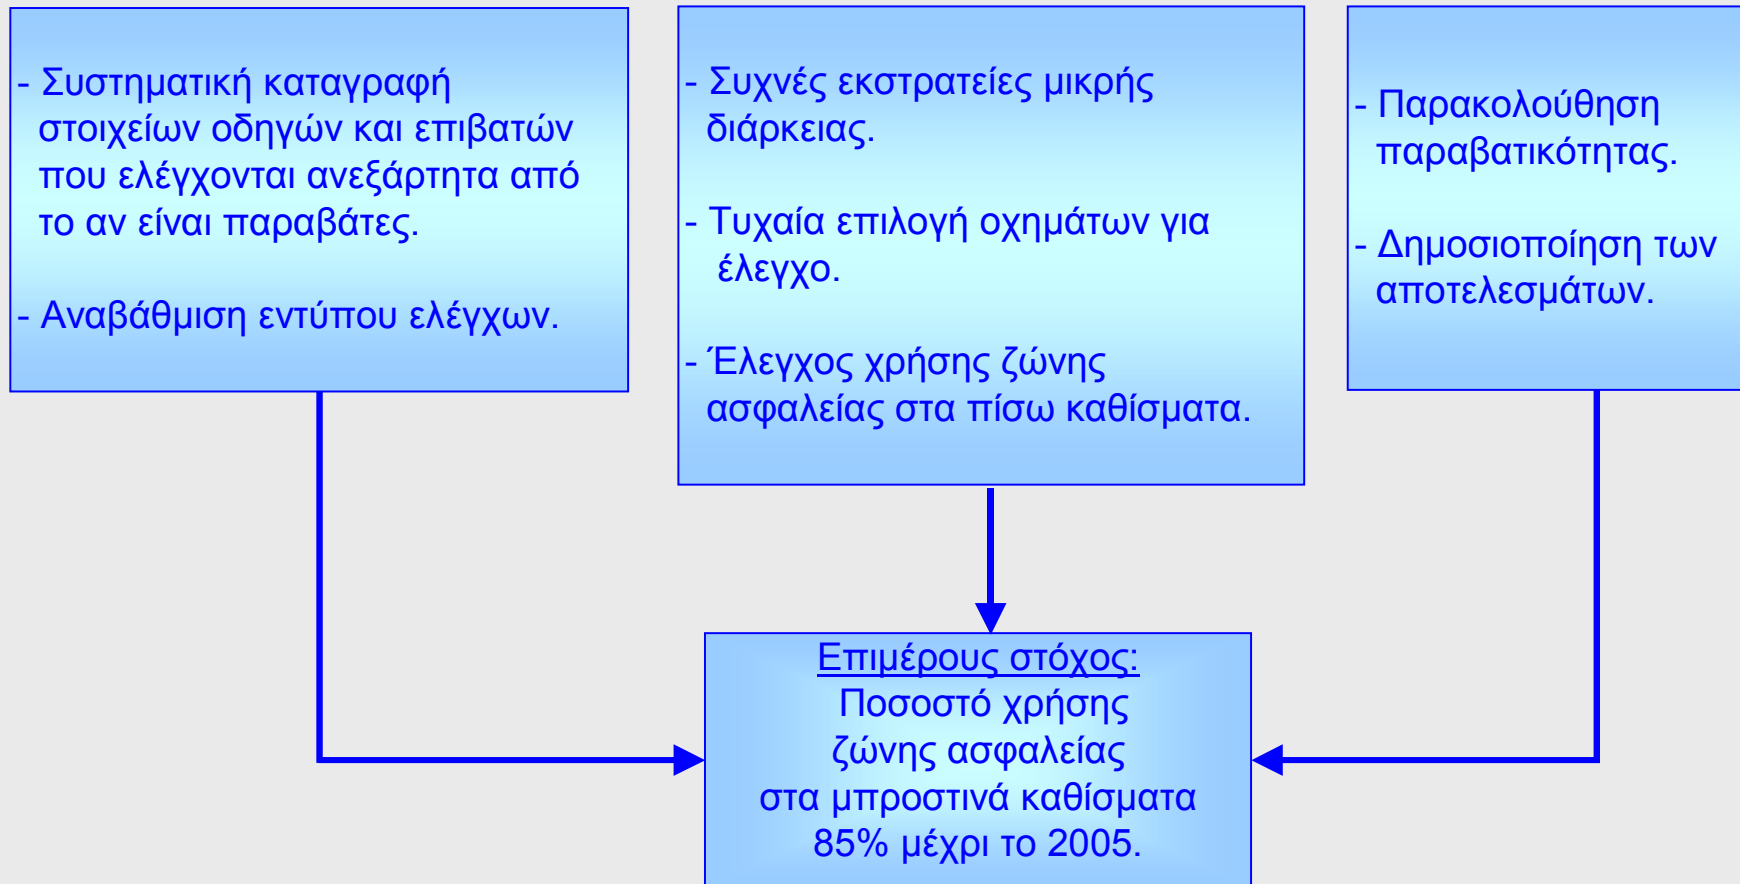 - Συστηματική καταγραφή
στοιχείων οδηγών και επιβατών
που ελέγχονται ανεξάρτητα από
το αν είναι παραβάτες.
- Αναβάθμιση εντύπου ελέγχων.
- Συχνές εκστρατείες μικρής
διάρκειας.
- Τυχαία επιλογή οχημάτων για
έλεγχο.
- Έλεγχος χρήσης ζώνης
ασφαλείας στα πίσω καθίσματα.
- Παρακολούθηση
παραβατικότητας.
- Δημοσιοποίηση των
αποτελεσμάτων.
Επιμέρους στόχος:
Ποσοστό χρήσης
ζώνης ασφαλείας
στα μπροστινά καθίσματα
85% μέχρι το 2005.